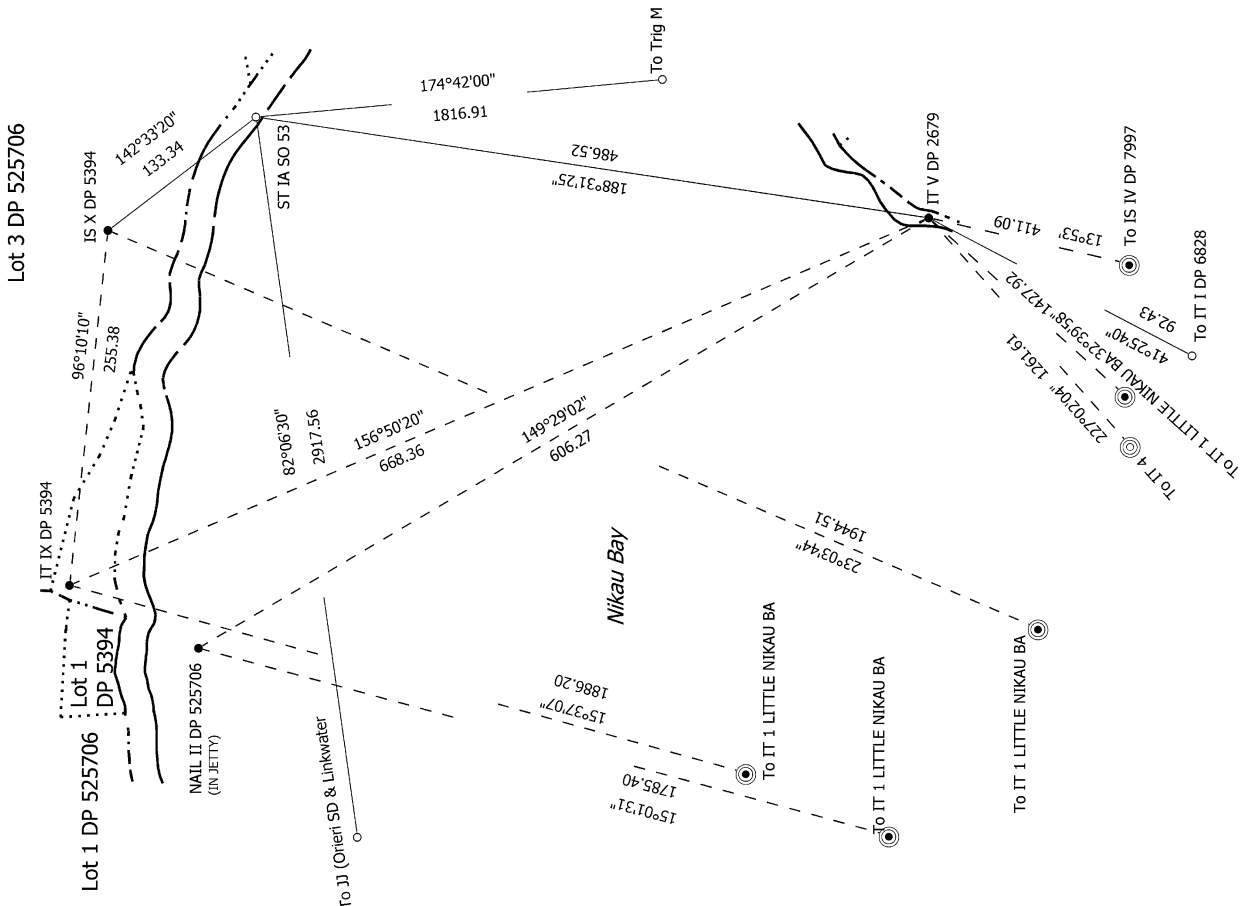 Lot 3 DP 525706
IS X DP 5394
142°33'20"
133.34
ST IA SO 53
174°42'00"
1816.91
To Trig M
486.52
188°31'25"
IT V DP 2679
To IS IV DP 7997
411.09
13°53'
96°10'10"
255.38
92.43
41°25'40"
To IT I DP 6828
1427.92
32°39'58"
To IT 1 LITTLE NIKAU BA
1261.61
227°02'04"
To IT 4
82°06'30"
2917.56
156°50'20"
668.36
149°29'02"
606.27
IT IX DP 5394
Lot 1
DP 5394
Lot 1 DP 525706
NAIL II DP 525706
(IN JETTY)
Nikau Bay
1944.51
23°03'44"
To IT 1 LITTLE NIKAU BA
1886.20
15°37'07"
To IT 1 LITTLE NIKAU BA
1785.40
15°01'31"
To IT 1 LITTLE NIKAU BA
To JJ (Orieri SD & Linkwater